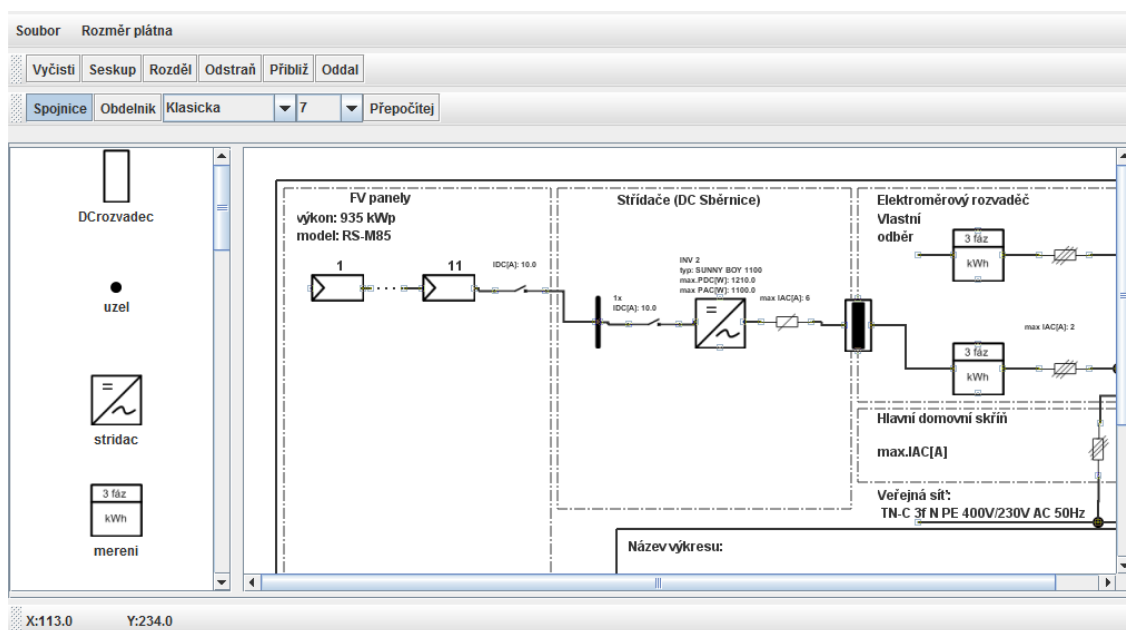 Soubor Rozměr plátna
Vyčisti Seskup Rozděl Odstraň Přibliž Oddal
Spojnice Obdelnik Klasicka 7 Přepočítej
DCrozvadec
uzel
=
stridac
3 fáz
kWh
mereni
FV panely
výkon: 935 kWp
model: RS-M85
1
11
IDC[A]: 10.0
Střídače (DC Sběrnice)
INV 2
typ: SUNNY BOY 1100
max.PDC[W]: 1210.0
max PAC[W]: 1100.0
1x
IDC[A]: 10.0
=
max IAC[A]: 6
Elektroměrový rozvaděč
Vlastní
odběr
3 fáz
kWh
max IAC[A]: 2
3 fáz
kWh
Hlavní domovní skříň
max.IAC[A]
Veřejná síť:
TN-C 3f N PE 400V/230V AC 50Hz
Název výkresu:
X:113.0 Y:234.0